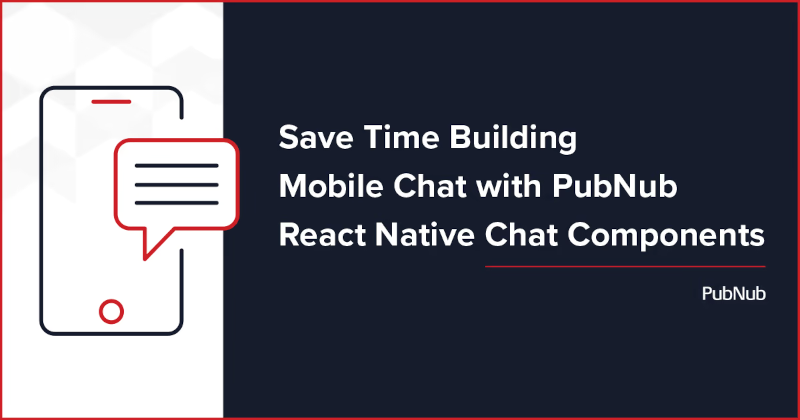 Save Time Building
Mobile Chat with PubNub
React Native Chat Components
PubNub